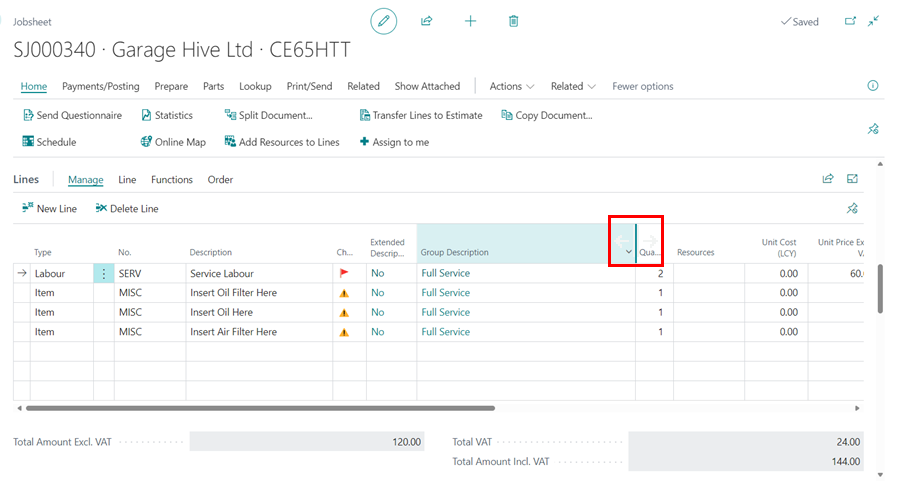 Jobsheet
Saved
SJ000340 · Garage Hive Ltd · CE65HTT
Home Payments/Posting Prepare Parts Lookup Print/Send Related Show Attached Actions Related Fewer options
Send Questionnaire Statistics Split Document... Transfer Lines to Estimate Copy Document...
Schedule Online Map Add Resources to Lines Assign to me
Lines Manage Line Functions Order
New Line Delete Line
Type No. Description Ch... Extended Descrip... Group Description Qua... Resources Unit Cost (LCY) Unit Price Ex VA
Labour SERV Service Labour No Full Service 2 0.00 60.
Item MISC Insert Oil Filter Here No Full Service 1 0.00
Item MISC Insert Oil Here No Full Service 1 0.00
Item MISC Insert Air Filter Here No Full Service 1 0.00
Total Amount Excl. VAT 120.00 Total VAT 24.00
Total Amount Incl. VAT 144.00